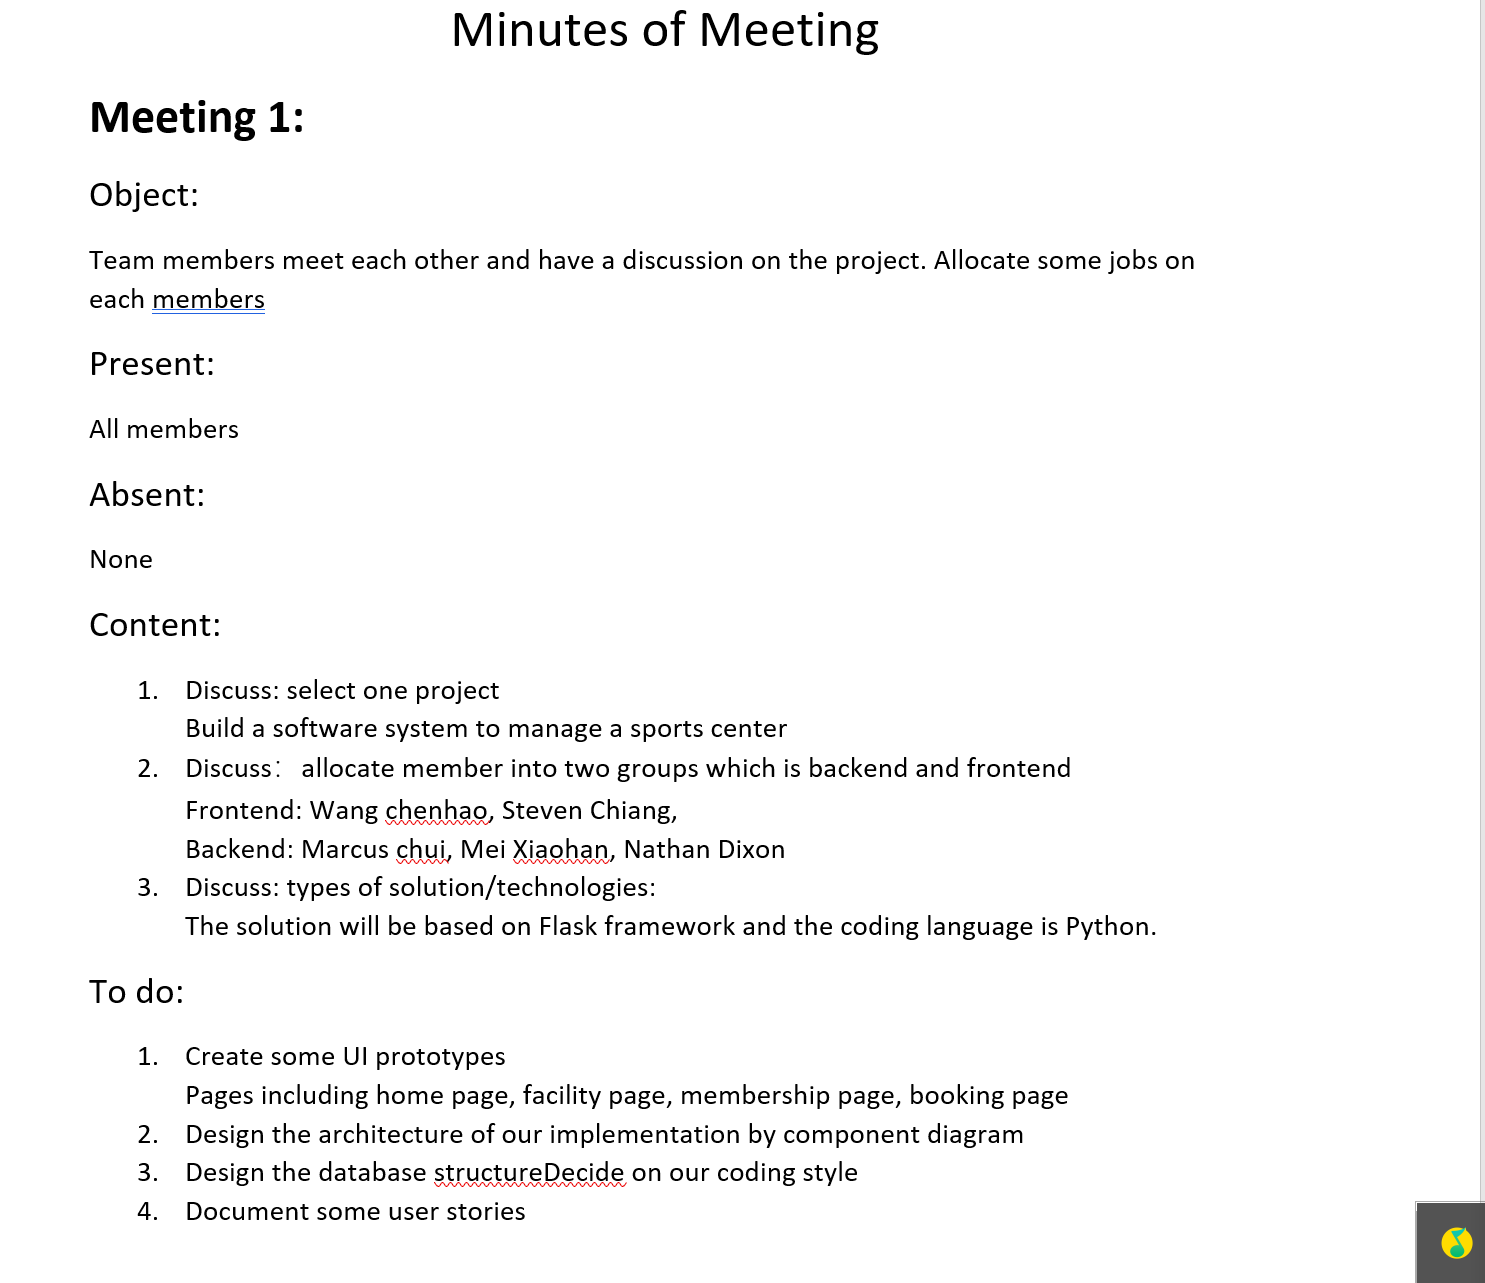 Minutes of Meeting
Meeting 1:
Object:
Team members meet each other and have a discussion on the project. Allocate some jobs on
each members
Present:
All members
Absent:
None
Content:
1. Discuss: select one project
Build a software system to manage a sports center
2. Discuss： allocate member into two groups which is backend and frontend
Frontend: Wang chenhao, Steven Chiang,
Backend: Marcus chui, Mei Xiaohan, Nathan Dixon
3. Discuss: types of solution/technologies:
The solution will be based on Flask framework and the coding language is Python.
To do:
1. Create some UI prototypes
Pages including home page, facility page, membership page, booking page
2. Design the architecture of our implementation by component diagram
3. Design the database structureDecide on our coding style
4. Document some user stories